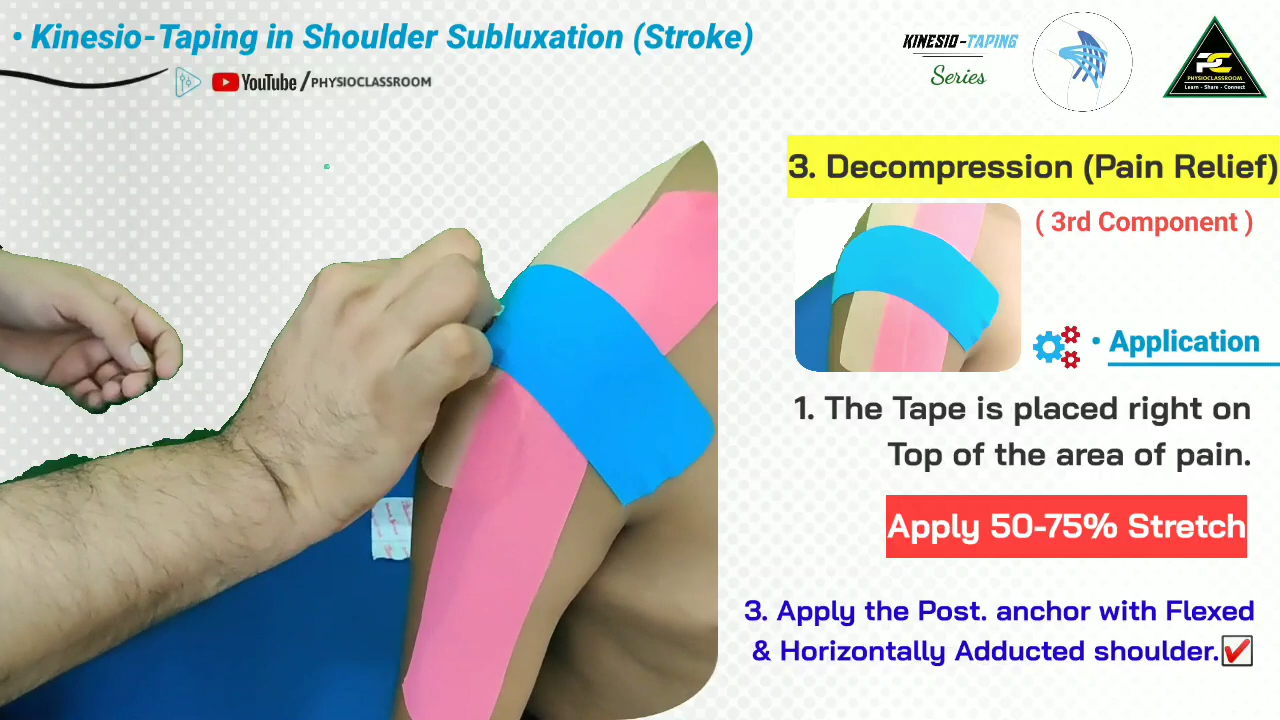 • Kinesio-Taping in Shoulder Subluxation (Stroke)
YouTube /PHYSIOCLASSROOM
KINESIO-TAPING
Series
PC
PHYSIOCLASSROOM
Learn - Share - Connect
3. Decompression (Pain Relief)
( 3rd Component )
• Application
1. The Tape is placed right on
Top of the area of pain.
Apply 50-75% Stretch
3. Apply the Post. anchor with Flexed
& Horizontally Adducted shoulder.